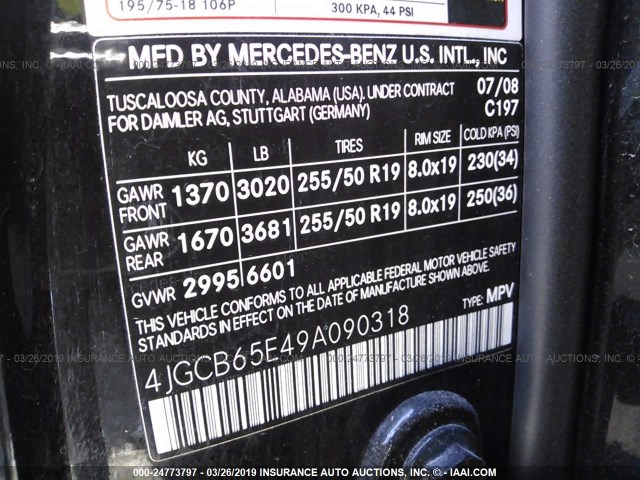 195/75-18 106P
300 KPA, 44 PSI
MFD BY MERCEDES-BENZ U.S. INTL., INC
TUSCALOOSA COUNTY, ALABAMA (USA), UNDER CONTRACT 07/08
FOR DAIMLER AG, STUTTGART (GERMANY) C197
KG LB TIRES RIM SIZE COLD KPA (PSI)
GAWR FRONT 1370 3020 255/50 R19 8.0x19 230(34)
GAWR REAR 1670 3681 255/50 R19 8.0x19 250(36)
GVWR 2995 6601
THIS VEHICLE CONFORMS TO ALL APPLICABLE FEDERAL MOTOR VEHICLE SAFETY
STANDARDS IN EFFECT ON THE DATE OF MANUFACTURE SHOWN ABOVE.
TYPE: MPV
4JGCB65E49A090318
000-24773797 - 03/26/2019 INSURANCE AUTO AUCTIONS, INC. - © IAAI.COM